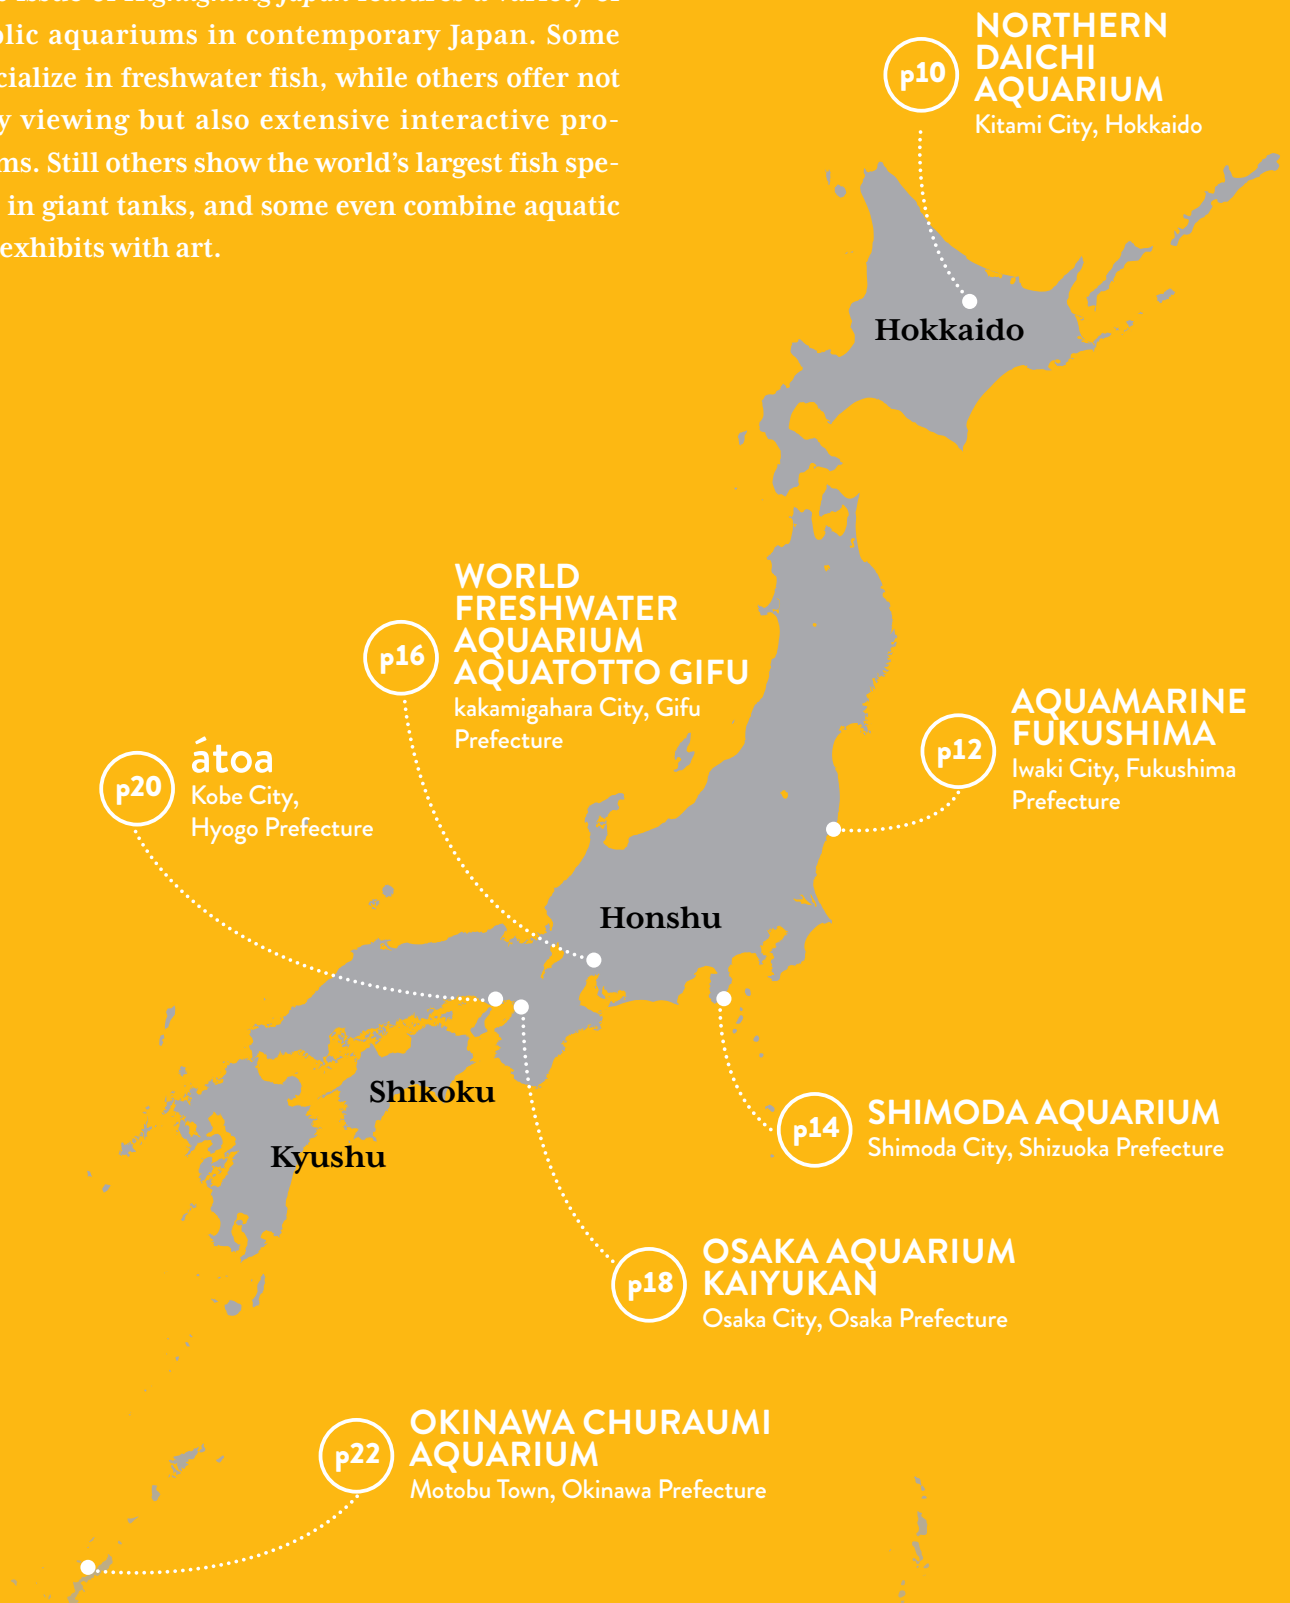 blic aquariums in contemporary Japan. Some
cialize in freshwater fish, while others offer not
y viewing but also extensive interactive pro-
ms. Still others show the world's largest fish spe-
in giant tanks, and some even combine aquatic
exhibits with art.
p10
NORTHERN
DAICHI
AQUARIUM
Kitami City, Hokkaido
Hokkaido
p16
WORLD
FRESHWATER
AQUARIUM
AQUATOTTO GIFU
kakamigahara City, Gifu
Prefecture
p12
AQUAMARINE
FUKUSHIMA
Iwaki City, Fukushima
Prefecture
p20
átoa
Kobe City,
Hyogo Prefecture
Honshu
Shikoku
Kyushu
p14
SHIMODA AQUARIUM
Shimoda City, Shizuoka Prefecture
p18
OSAKA AQUARIUM
KAIYUKAN
Osaka City, Osaka Prefecture
p22
OKINAWA CHURAUMI
AQUARIUM
Motobu Town, Okinawa Prefecture